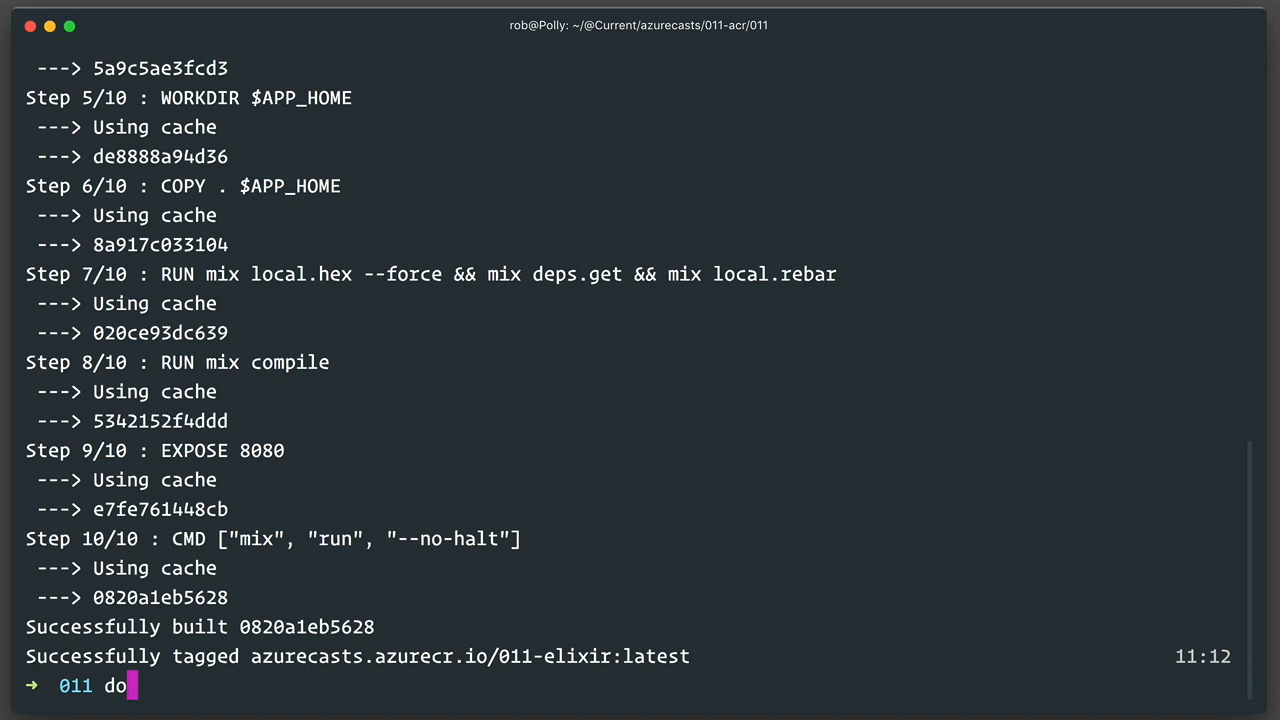 rob@Polly: ~/@Current/azurecasts/011-acr/011
---> 5a9c5ae3fcd3
Step 5/10 : WORKDIR $APP_HOME
---> Using cache
---> de8888a94d36
Step 6/10 : COPY . $APP_HOME
---> Using cache
---> 8a917c033104
Step 7/10 : RUN mix local.hex --force && mix deps.get && mix local.rebar
---> Using cache
---> 020ce93dc639
Step 8/10 : RUN mix compile
---> Using cache
---> 5342152f4ddd
Step 9/10 : EXPOSE 8080
---> Using cache
---> e7fe761448cb
Step 10/10 : CMD ["mix", "run", "--no-halt"]
---> Using cache
---> 0820a1eb5628
Successfully built 0820a1eb5628
Successfully tagged azurecasts.azurecr.io/011-elixir:latest 11:12
➜ 011 do